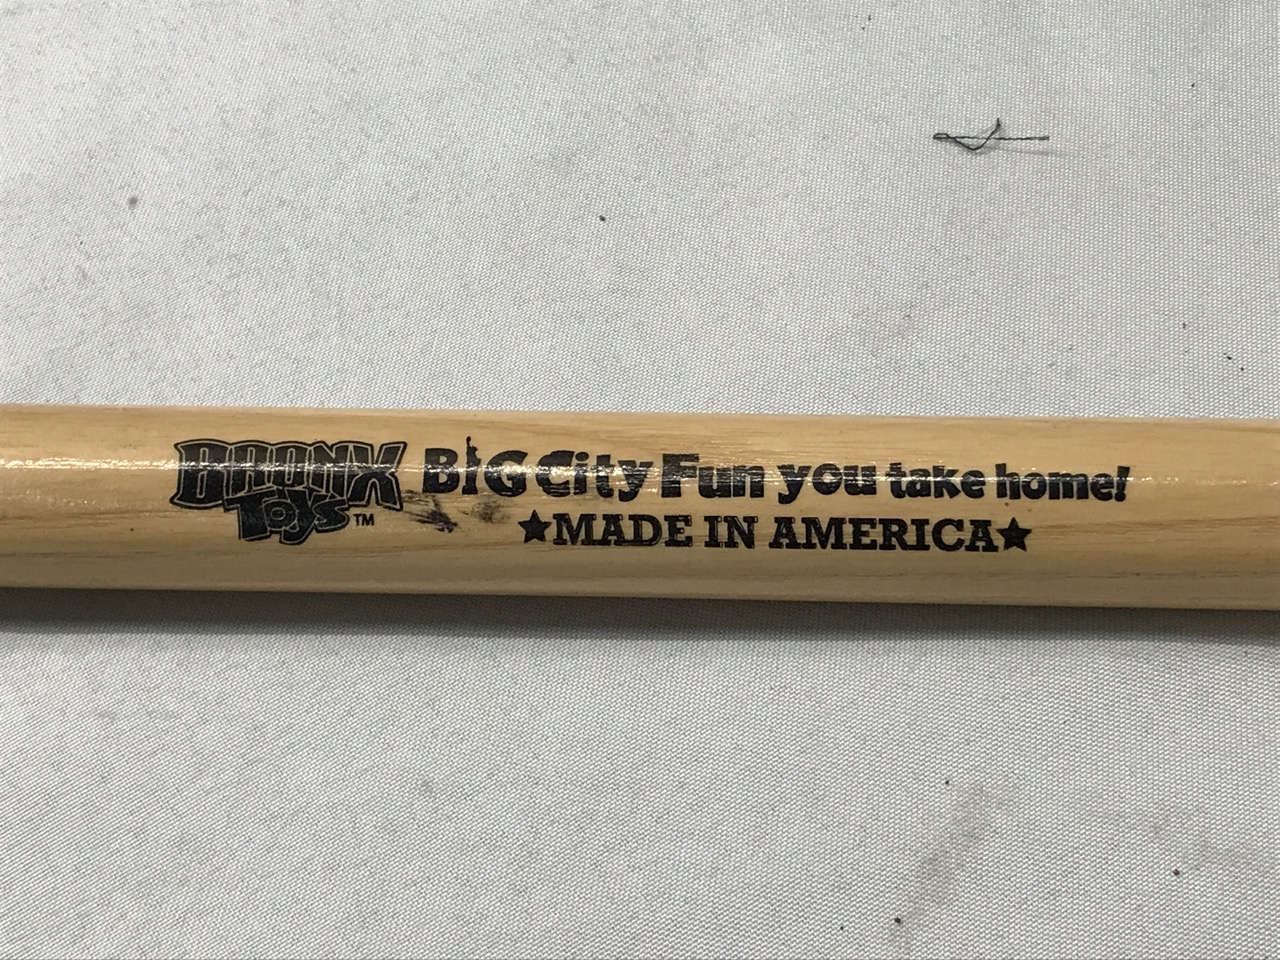 BRONX Toys™
BIG City Fun you take home!
★MADE IN AMERICA★